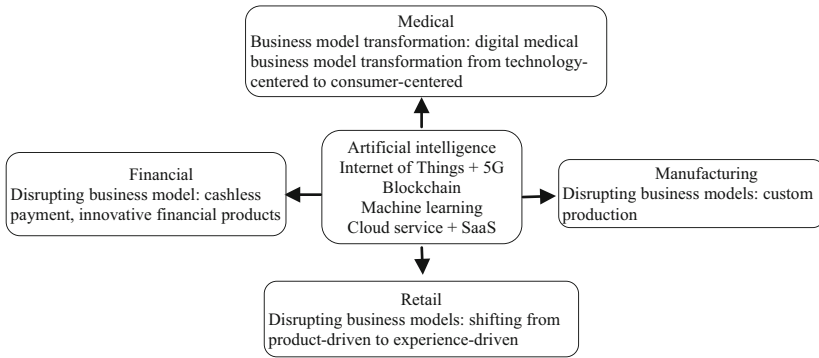 Medical
Business model transformation: digital medical
business model transformation from technology-
centered to consumer-centered
Financial
Disrupting business model: cashless
payment, innovative financial products
Artificial intelligence
Internet of Things + 5G
Blockchain
Machine learning
Cloud service + SaaS
Manufacturing
Disrupting business models: custom
production
Retail
Disrupting business models: shifting from
product-driven to experience-driven